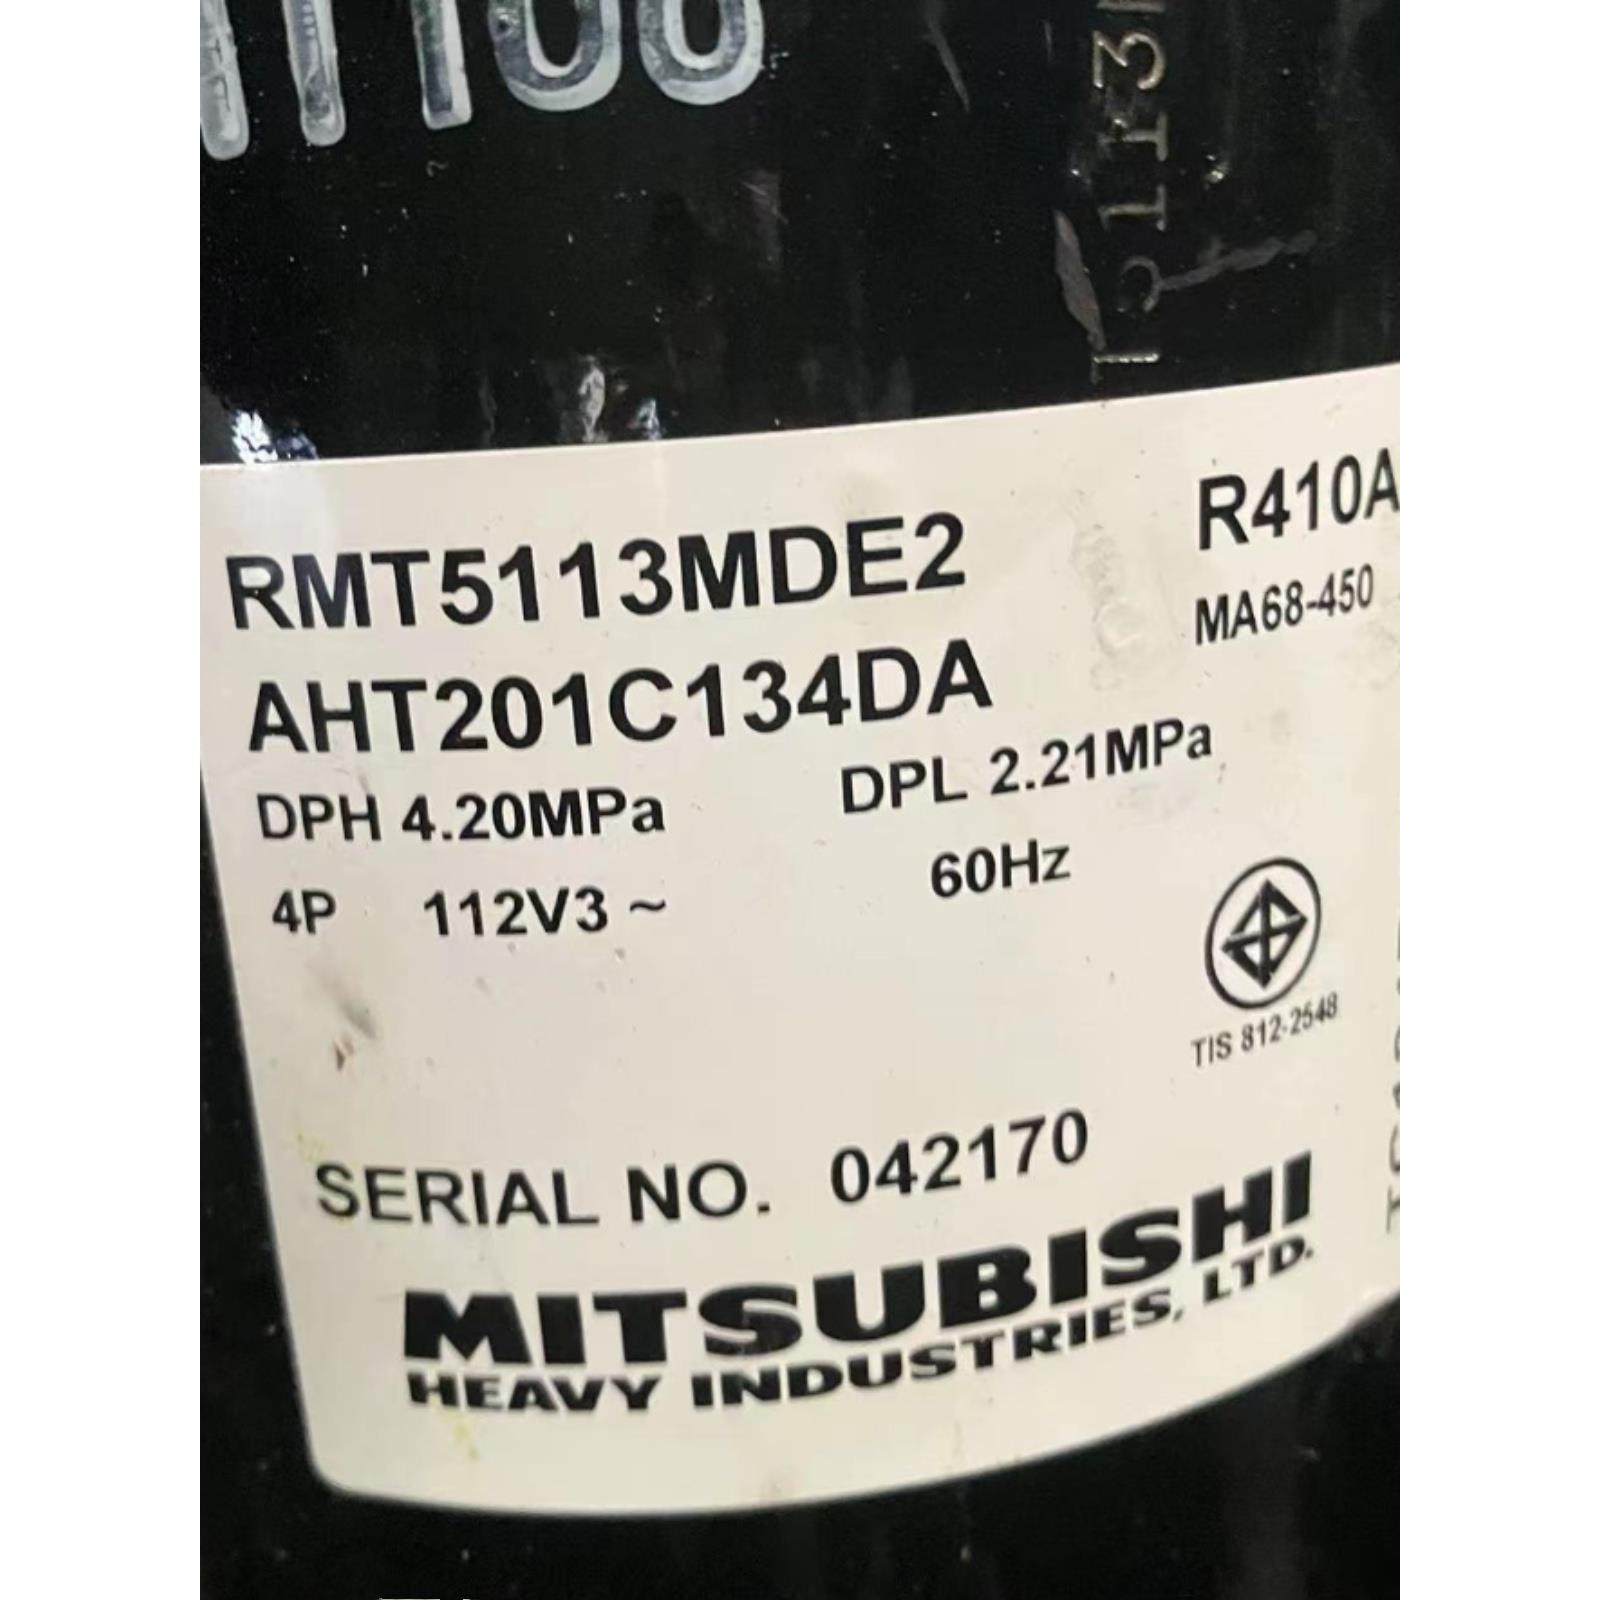 RMT5113MDE2
R410A
MA68-450
AHT201C134DA
DPH 4.20MPa DPL 2.21MPa
4P 112V3 ~ 60Hz
TIS 812-2548
SERIAL NO. 042170
MITSUBISHI
HEAVY INDUSTRIES, LTD.